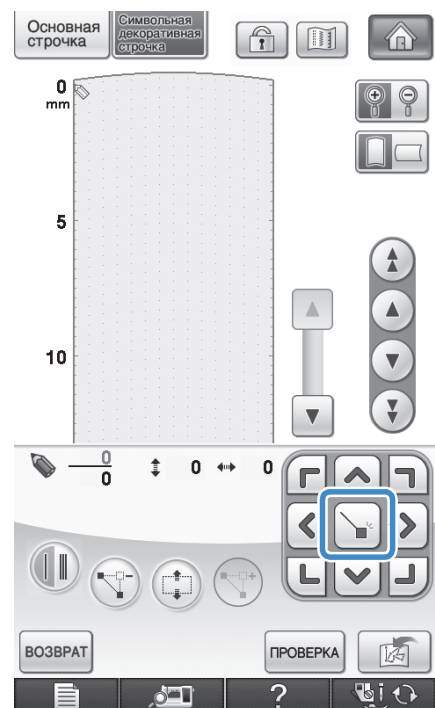 Основная
строчка
Символьная
декоративная
строчка
0
mm
5
10
0
0
0
0
ВОЗВРАТ
ПРОВЕРКА
?